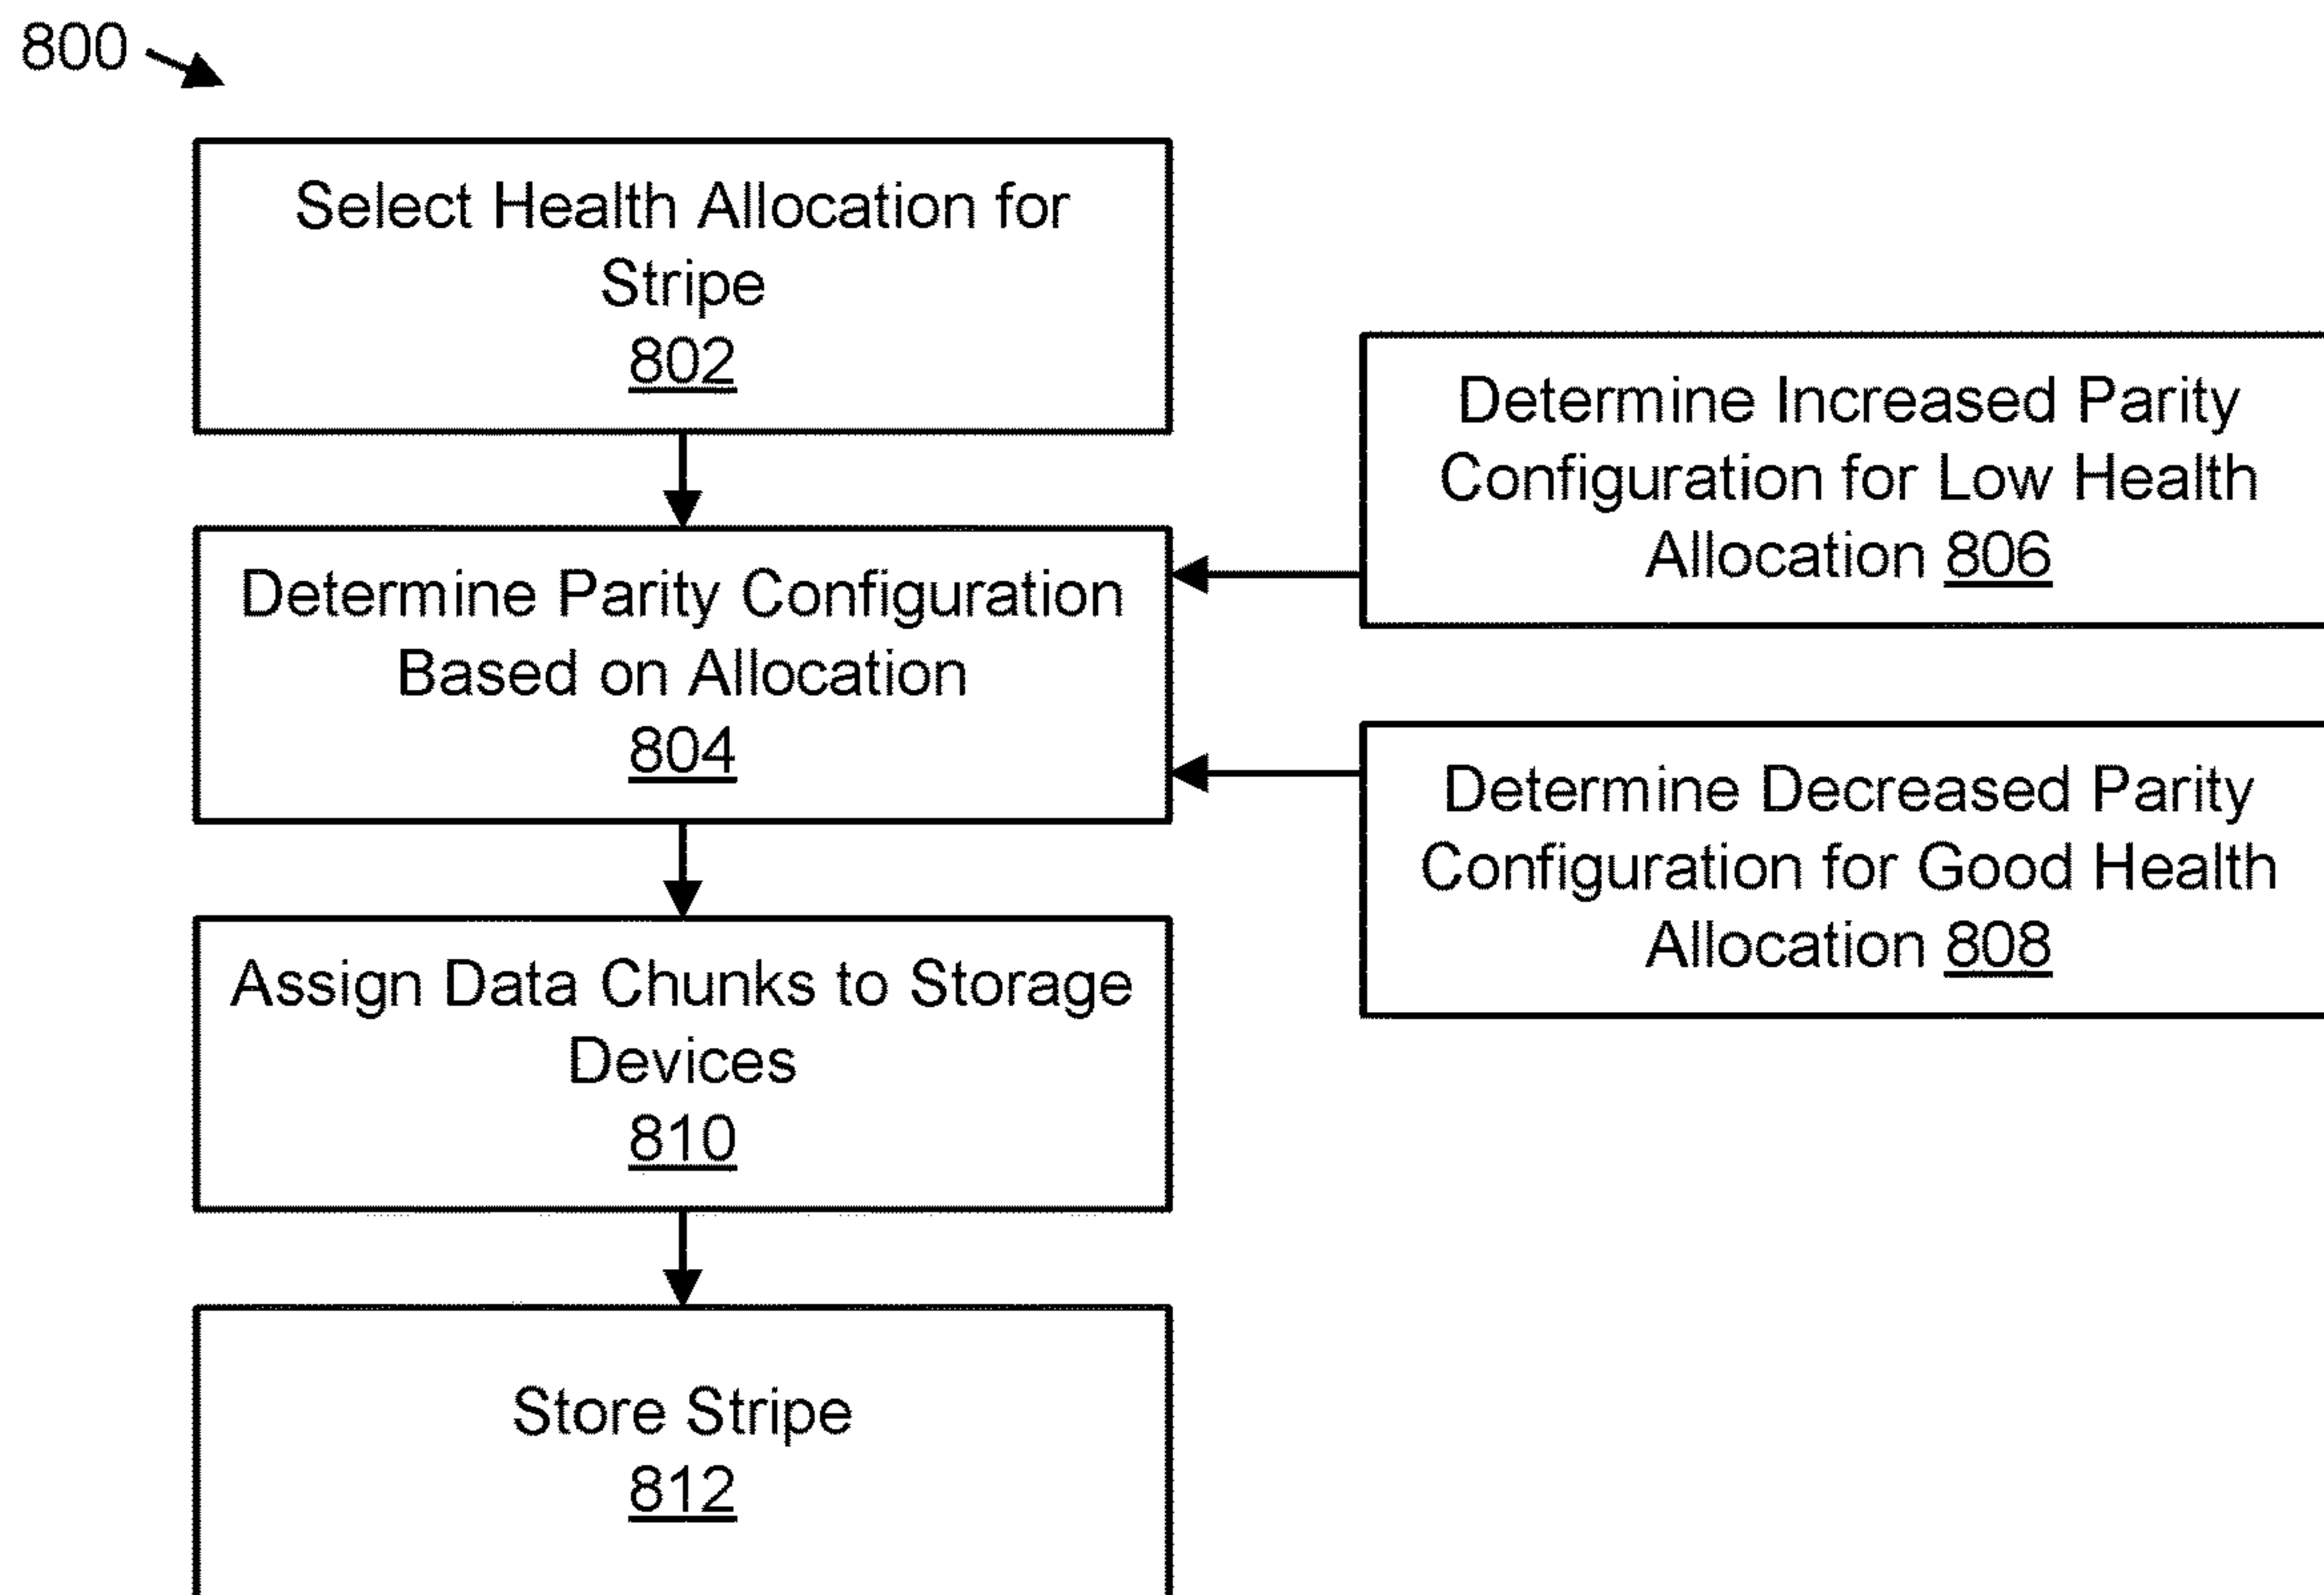 800
Select Health Allocation for
Stripe
802
Determine Parity Configuration
Based on Allocation
804
Determine Increased Parity
Configuration for Low Health
Allocation 806
Determine Decreased Parity
Configuration for Good Health
Allocation 808
Assign Data Chunks to Storage
Devices
810
Store Stripe
812